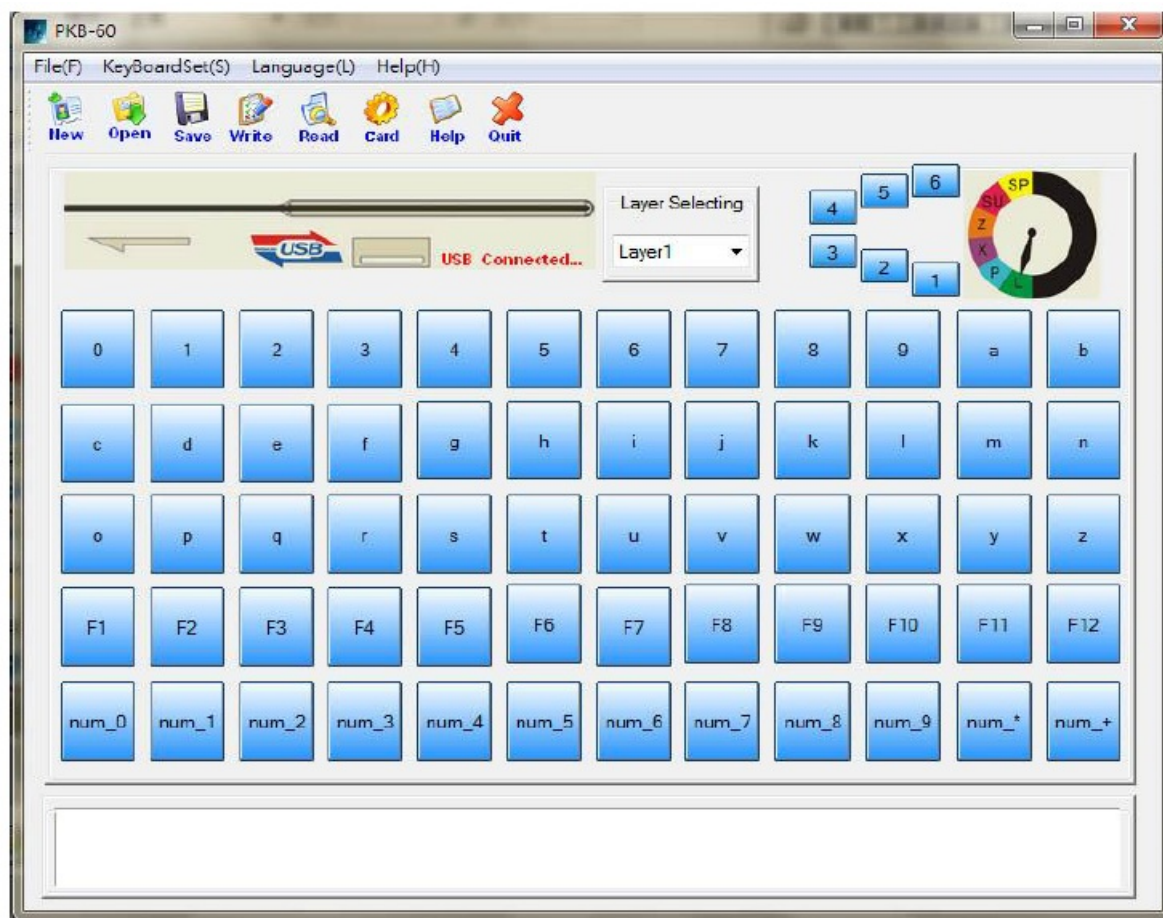 PKB-60
File(F) KeyBoardSet(S) Language(L) Help(H)
New Open Save Write Read Card Help Quit
USB
USB Connected...
Layer Selecting
Layer1
6
5
4
3
2
1
SP
SU
Z
X
P
L
0 1 2 3 4 5 6 7 8 9 a b
c d e f g h i j k l m n
o p q r s t u v w x y z
F1 F2 F3 F4 F5 F6 F7 F8 F9 F10 F11 F12
num_0 num_1 num_2 num_3 num_4 num_5 num_6 num_7 num_8 num_9 num_* num_+